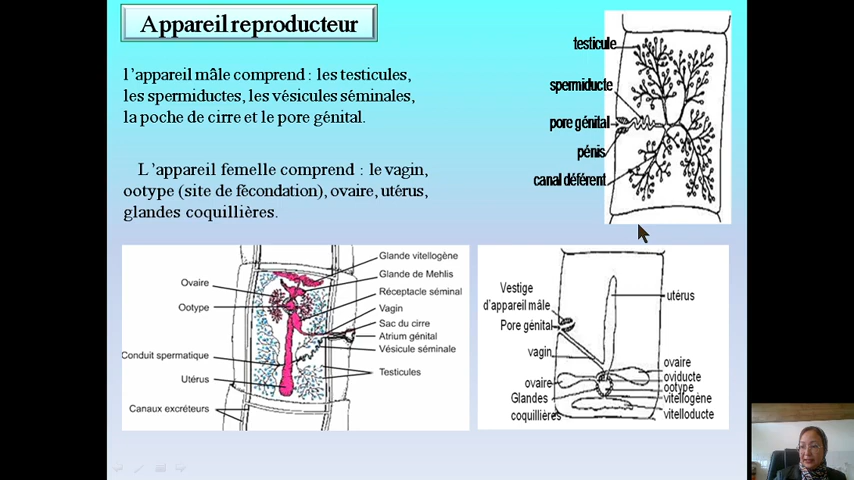 Appareil reproducteur
l'appareil mâle comprend : les testicules,
les spermiductes, les vésicules séminales,
la poche de cirre et le pore génital.
L 'appareil femelle comprend : le vagin,
ootype (site de fécondation), ovaire, utérus,
glandes coquillières.
testicule
spermiducte
pore génital
pénis
canal déférent
Ovaire
Ootype
Conduit spermatique
Utérus
Canaux excréteurs
Glande vitellogène
Glande de Mehlis
Réceptacle séminal
Vagin
Sac du cirre
Atrium génital
Vésicule séminale
Testicules
Vestige
d'appareil mâle
Pore génital
vagin
ovaire
Glandes
coquillières
utérus
ovaire
oviducte
ootype
vitellogène
vitelloducte